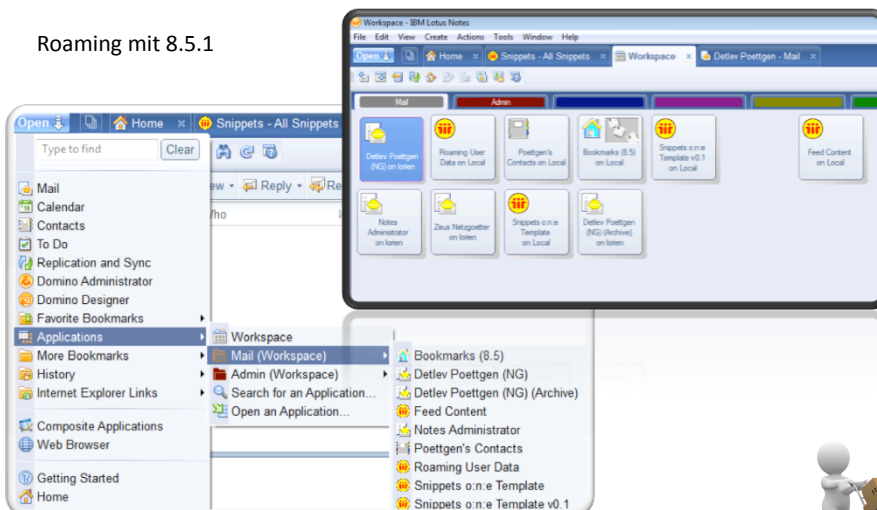 Roaming mit 8.5.1
Workspace - IBM Lotus Notes
File Edit View Create Actions Tools Window Help
Open Home Snippets - All Snippets Workspace Detlev Poettgen - Mail
Mail Admin
Detlev Poettgen
(NG) on lorien
Roaming User
Data on Local
Poettgen's
Contacts on Local
Bookmarks (8.5)
on Local
Snippets o:n:e
Template v0.1
on Local
Feed Content
on Local
Notes
Administrator
on lorien
Zeus Netzgoetter
on lorien
Snippets o:n:e
Template
on Local
Detlev Poettgen
(NG) (Archive)
on lorien
Open Home Snippets - All Snippets
Type to find Clear
ew Reply Re
Who
Mail
Calendar
Contacts
To Do
Replication and Sync
Domino Administrator
Domino Designer
Favorite Bookmarks
Applications
More Bookmarks
History
Internet Explorer Links
Composite Applications
Web Browser
Getting Started
Home
Workspace
Mail (Workspace)
Admin (Workspace)
Search for an Application...
Open an Application...
Bookmarks (8.5)
Detlev Poettgen (NG)
Detlev Poettgen (NG) (Archive)
Feed Content
Notes Administrator
Poettgen's Contacts
Roaming User Data
Snippets o:n:e Template
Snippets o:n:e Template v0.1